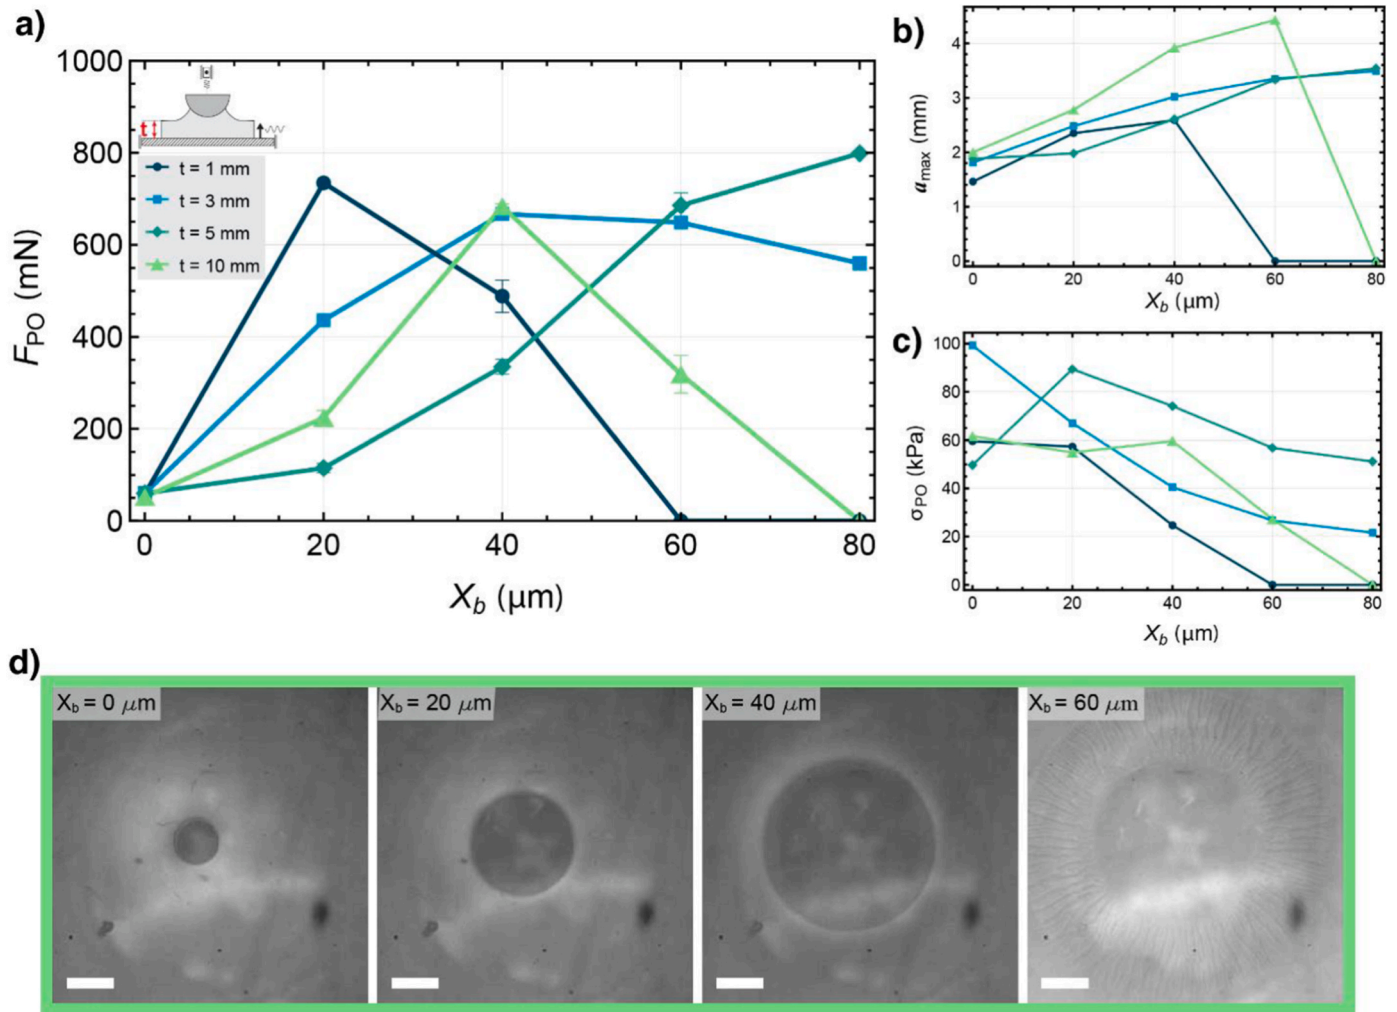 a)
1000
800
600
400
200
0
F_PO (mN)
t
t = 1 mm
t = 3 mm
t = 5 mm
t = 10 mm
0 20 40 60 80
X_b (μm)
b)
4
3
2
1
0
a_max (mm)
0 20 40 60 80
X_b (μm)
c)
100
80
60
40
20
0
σ_PO (kPa)
0 20 40 60 80
X_b (μm)
d)
X_b = 0 μm
X_b = 20 μm
X_b = 40 μm
X_b = 60 μm